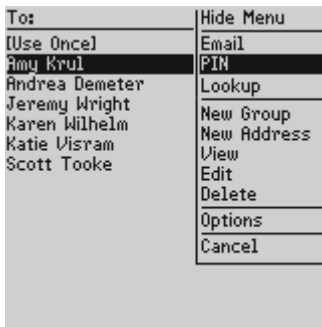 To:
[Use Once]
Amy Krul
Andrea Demeter
Jeremy Wright
Karen Wilhelm
Katie Visram
Scott Tooke
Hide Menu
Email
PIN
Lookup
New Group
New Address
View
Edit
Delete
Options
Cancel